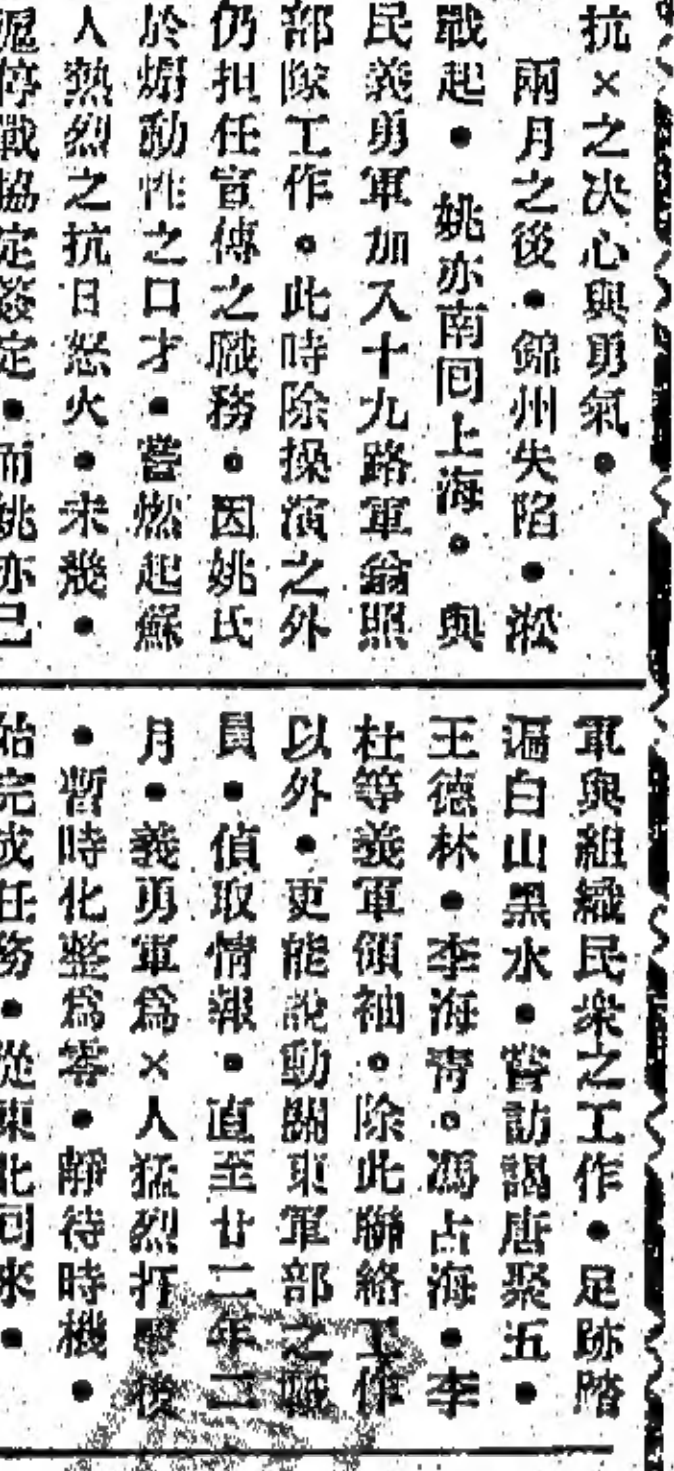 抗×之决心與勇氣●
兩月之後●錦州失陷●淞
戰起●姚亦南囘上海●與
民義勇軍加入十九路軍翁照
部隊工作●此時除操演之外
仍担任宣傳之職務●因姚氏
於煽動性之口才●嘗燃起蘇
人熱烈之抗日怒火●未幾●
滬停戰協定簽定●而姚亦已
軍與組織民衆之工作●足跡踏
遍白山黑水●嘗訪謁唐聚五●
王德林●李海青●馮占海●李
杜等義軍領袖●除此聯絡工作
以外●更能說動關東軍部之職
員●偵取情報●直至廿二年二
月●義勇軍爲×人猛烈打擊後
●暫時化整爲零●靜待時機●
始完成任務●從東北囘來●